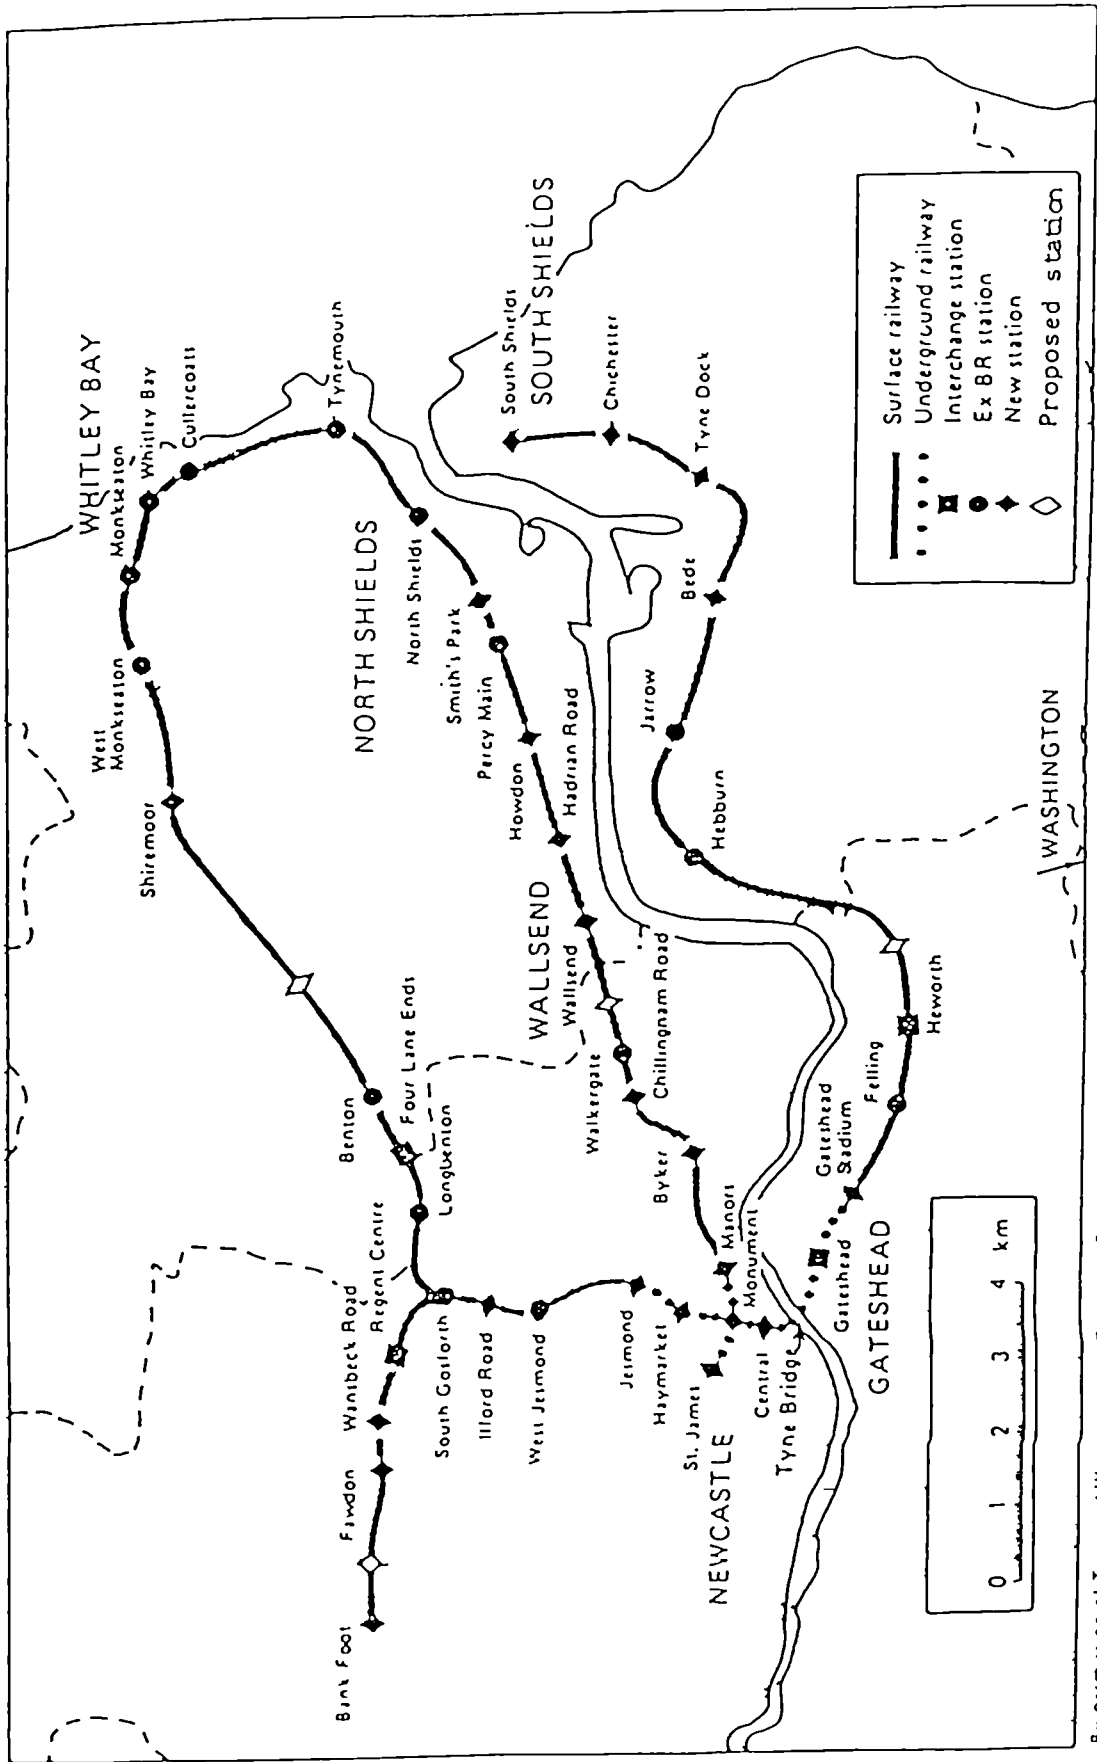 WHITLEY BAY
Monkseaton
Whitley Bay
Cullercoats
Tynemouth
West
Monkseaton
Shiremoor
NORTH SHIELDS
North Shields
Smith's Park
Percy Main
Howdon
Hadrian Road
WALLSEND
Wallsend
Walkergate
Chillingham Road
Byker
Manors
Monument
SOUTH SHIELDS
South Shields
Chichester
Tyne Dock
Bede
Jarrow
Hebburn
WASHINGTON
Heworth
Felling
Gateshead
Stadium
Gateshead
GATESHEAD
Benton
Four Lane Ends
Longbenton
Regent Centre
Wansbeck Road
Fawdon
Bank Foot
South Gosforth
Ilford Road
West Jesmond
Jesmond
Haymarket
St. James
Central
Tyne Bridge
NEWCASTLE
Surface railway
Underground railway
Interchange station
Ex BR station
New station
Proposed station
0 1 2 3 4 km